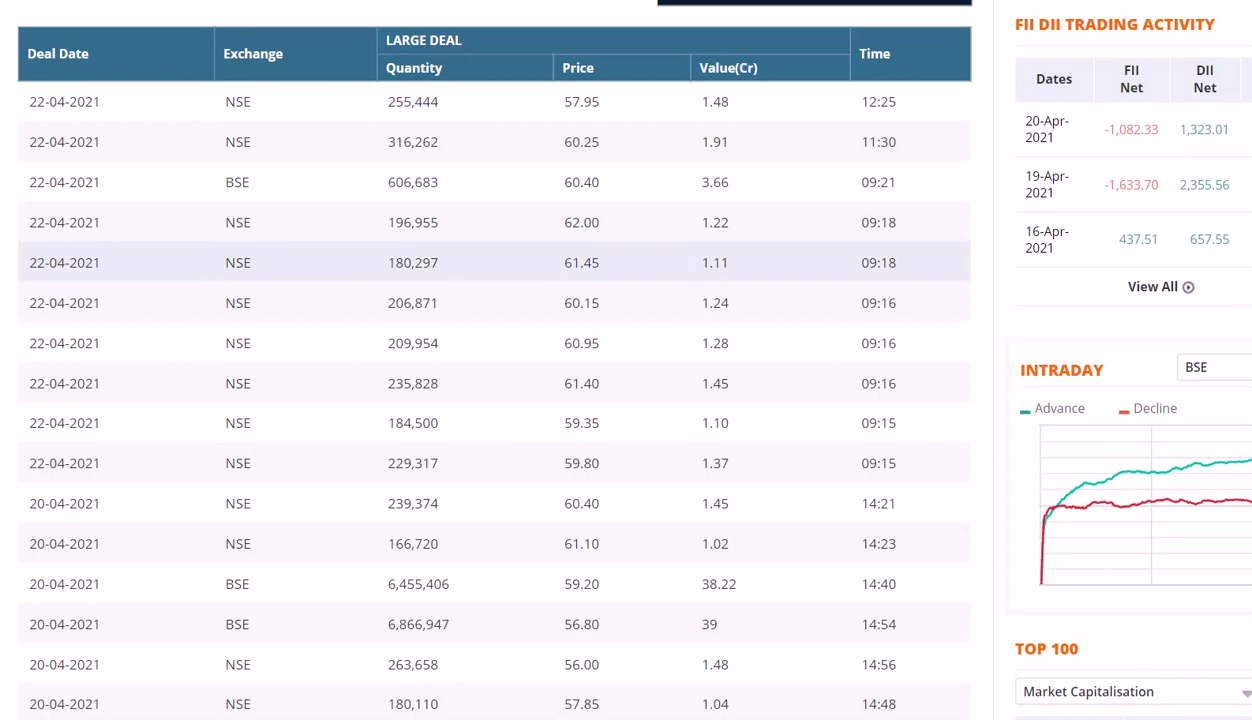 Deal Date Exchange LARGE DEAL Time
Quantity Price Value(Cr)
22-04-2021 NSE 255,444 57.95 1.48 12:25
22-04-2021 NSE 316,262 60.25 1.91 11:30
22-04-2021 BSE 606,683 60.40 3.66 09:21
22-04-2021 NSE 196,955 62.00 1.22 09:18
22-04-2021 NSE 180,297 61.45 1.11 09:18
22-04-2021 NSE 206,871 60.15 1.24 09:16
22-04-2021 NSE 209,954 60.95 1.28 09:16
22-04-2021 NSE 235,828 61.40 1.45 09:16
22-04-2021 NSE 184,500 59.35 1.10 09:15
22-04-2021 NSE 229,317 59.80 1.37 09:15
20-04-2021 NSE 239,374 60.40 1.45 14:21
20-04-2021 NSE 166,720 61.10 1.02 14:23
20-04-2021 BSE 6,455,406 59.20 38.22 14:40
20-04-2021 BSE 6,866,947 56.80 39 14:54
20-04-2021 NSE 263,658 56.00 1.48 14:56
20-04-2021 NSE 180,110 57.85 1.04 14:48
FII DII TRADING ACTIVITY
Dates FII Net DII Net
20-Apr-2021 -1,082.33 1,323.01
19-Apr-2021 -1,633.70 2,355.56
16-Apr-2021 437.51 657.55
View All
INTRADAY BSE
Advance Decline
TOP 100
Market Capitalisation